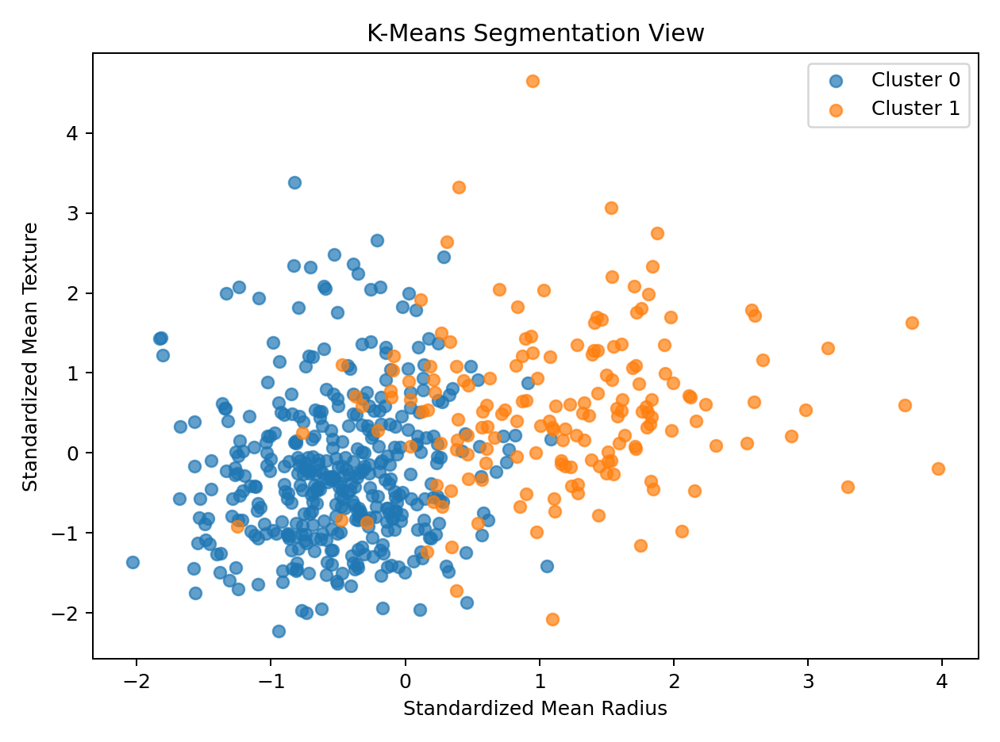 K-Means Segmentation View
Cluster 0
Cluster 1
4
3
2
1
0
−1
−2
Standardized Mean Texture
−2 −1 0 1 2 3 4
Standardized Mean Radius